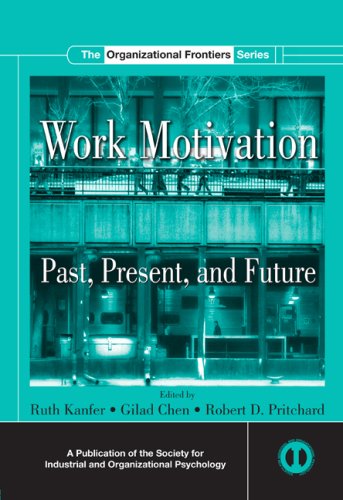 The Organizational Frontiers Series
Work Motivation
Past, Present, and Future
Edited by
Ruth Kanfer • Gilad Chen • Robert D. Pritchard
A Publication of the Society for
Industrial and Organizational Psychology